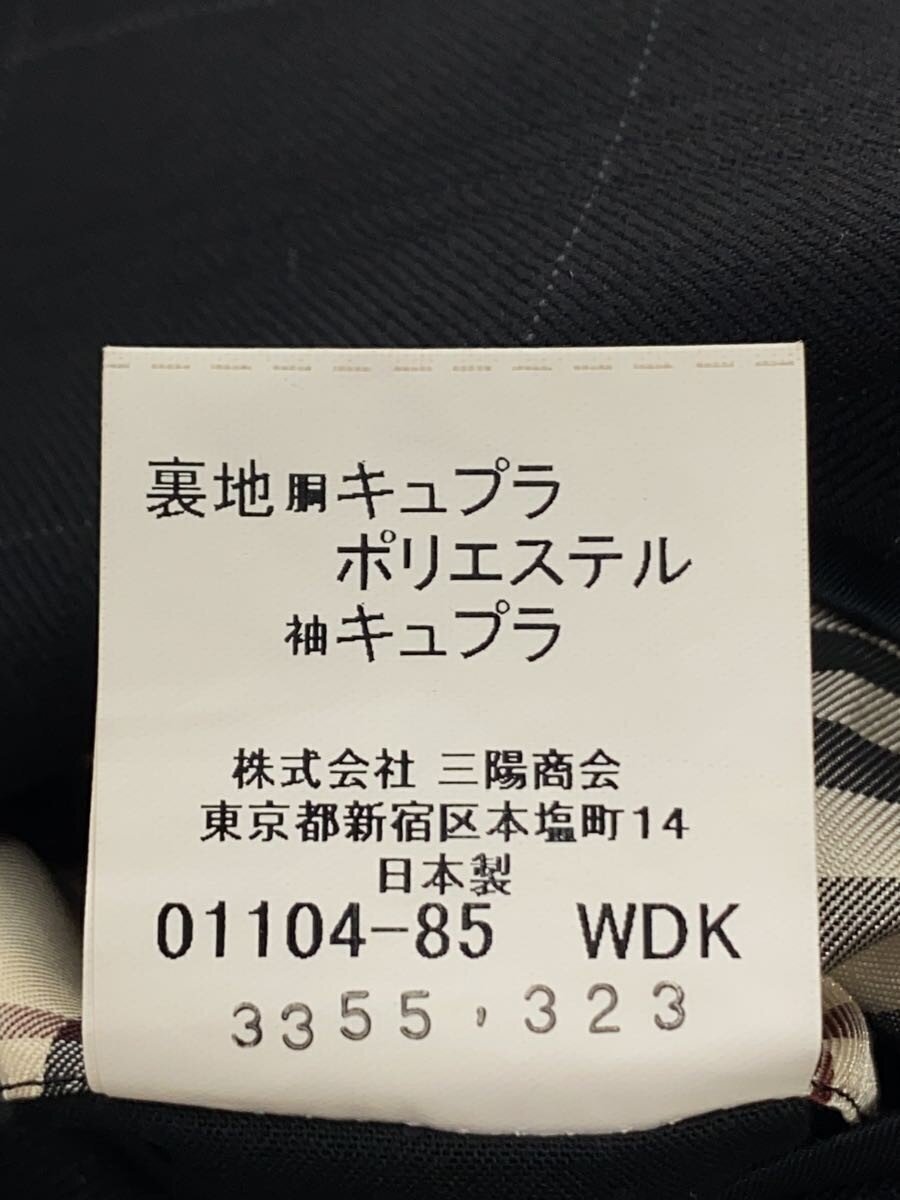 裏地 胴 キュプラ
ポリエステル
袖 キュプラ
株式会社 三陽商会
東京都新宿区本塩町14
日本製
01104-85 WDK
3355,323